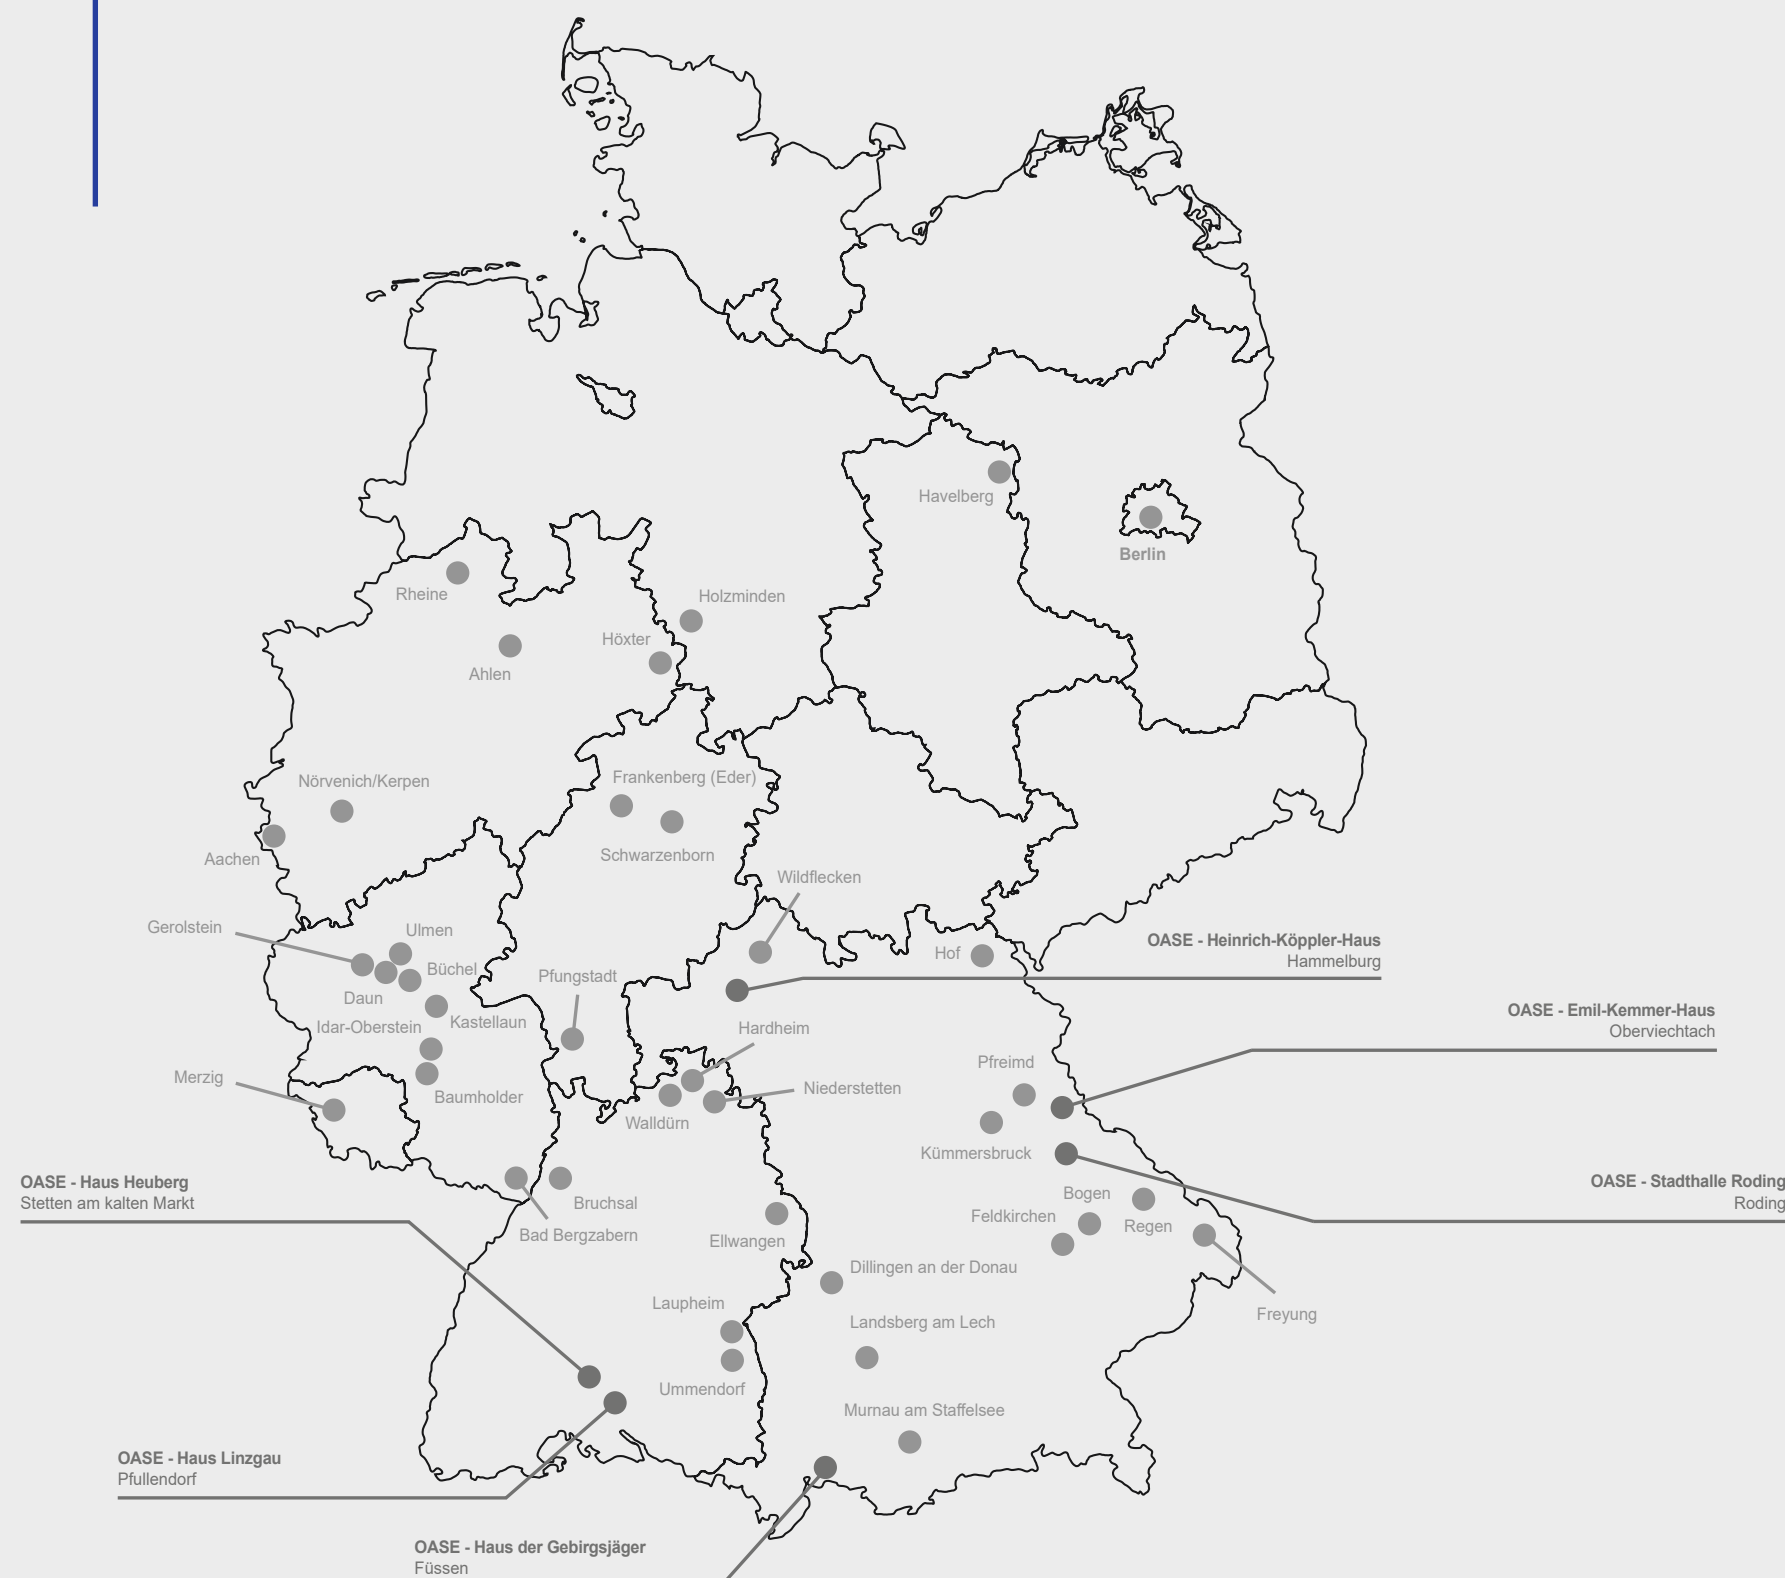 Havelberg
Berlin
Rheine
Holzminden
Höxter
Ahlen
Nörvenich/Kerpen
Frankenberg (Eder)
Aachen
Schwarzenborn
Wildflecken
Gerolstein
Ulmen
OASE - Heinrich-Köppler-Haus
Hammelburg
Hof
Büchel
Pfungstadt
Daun
OASE - Emil-Kemmer-Haus
Oberviechtach
Kastellaun
Idar-Oberstein
Hardheim
Pfreimd
Merzig
Niederstetten
Baumholder
Walldürn
Kümmersbruck
OASE - Haus Heuberg
Stetten am kalten Markt
OASE - Stadthalle Roding
Roding
Bogen
Bruchsal
Feldkirchen
Regen
Bad Bergzabern
Ellwangen
Dillingen an der Donau
Laupheim
Freyung
Landsberg am Lech
Ummendorf
Murnau am Staffelsee
OASE - Haus Linzgau
Pfullendorf
OASE - Haus der Gebirgsjäger
Füssen